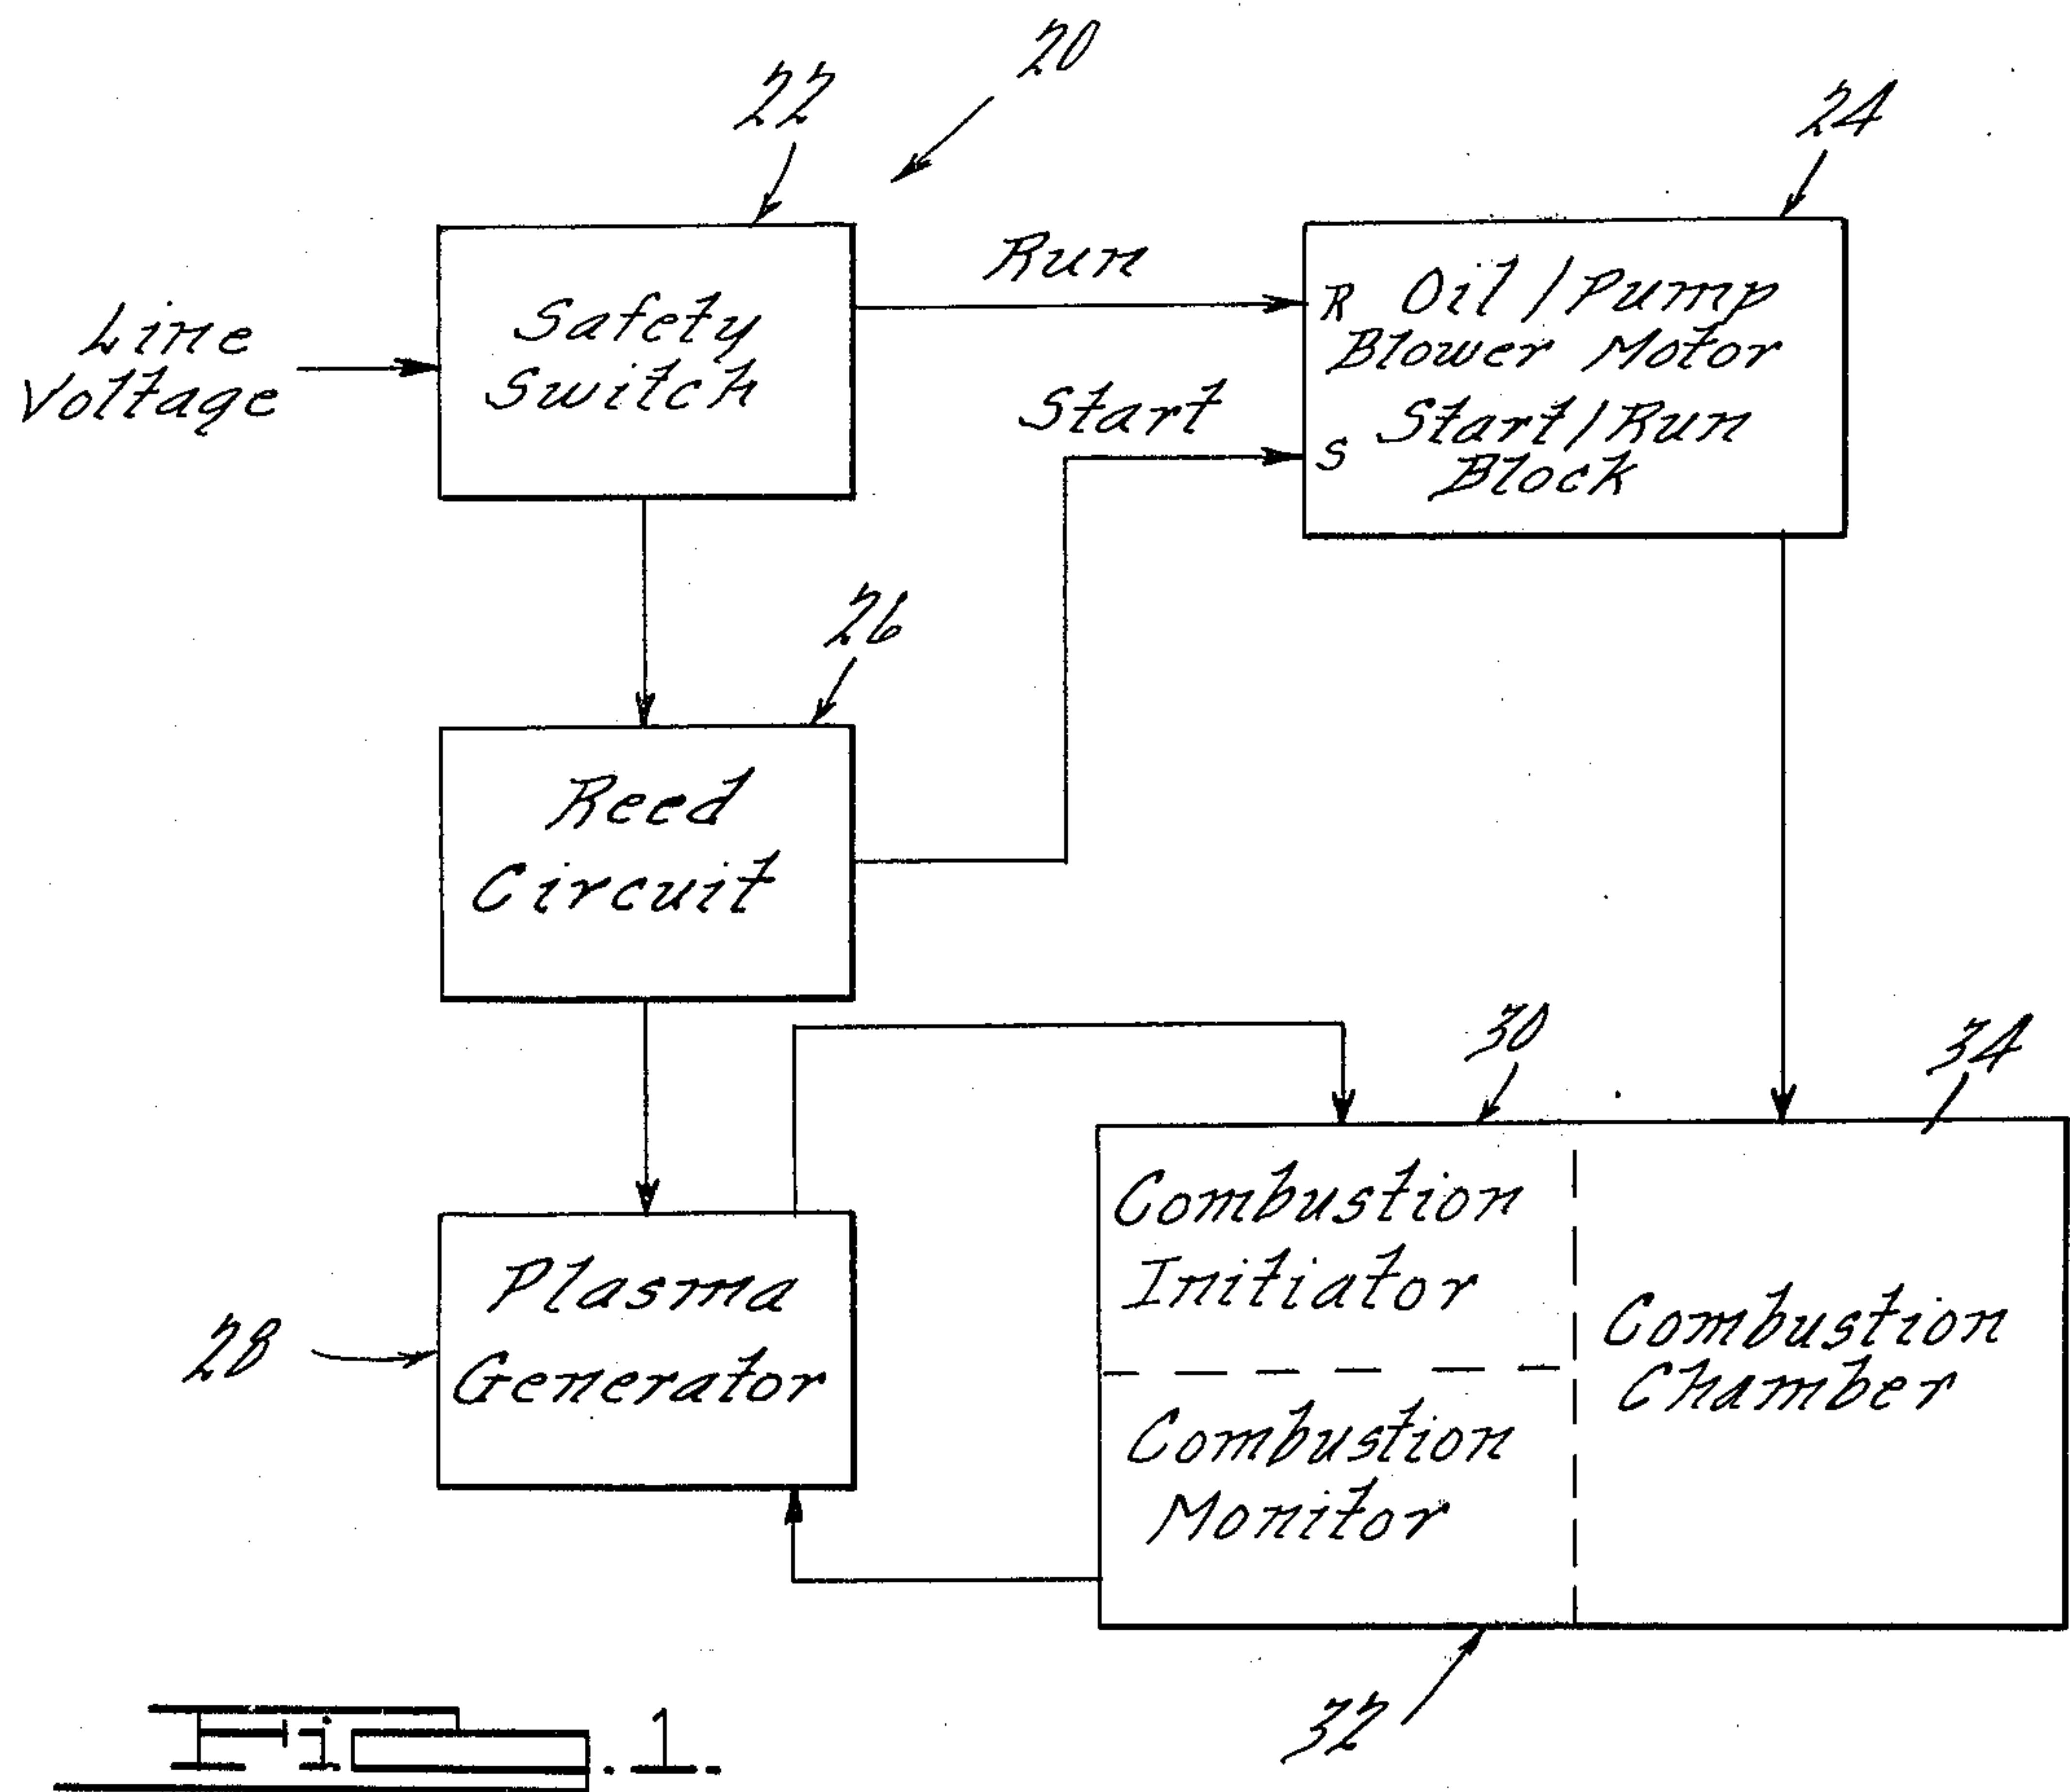 20
22
24
Line
Voltage
Safety
Switch
Run
Start
R Oil / Pump
Blower Motor
S Start / Run
Block
26
Reed
Circuit
30
34
28
Plasma
Generator
Combustion
Initiator
Combustion
Monitor
Combustion
Chamber
32
Fig. 1.